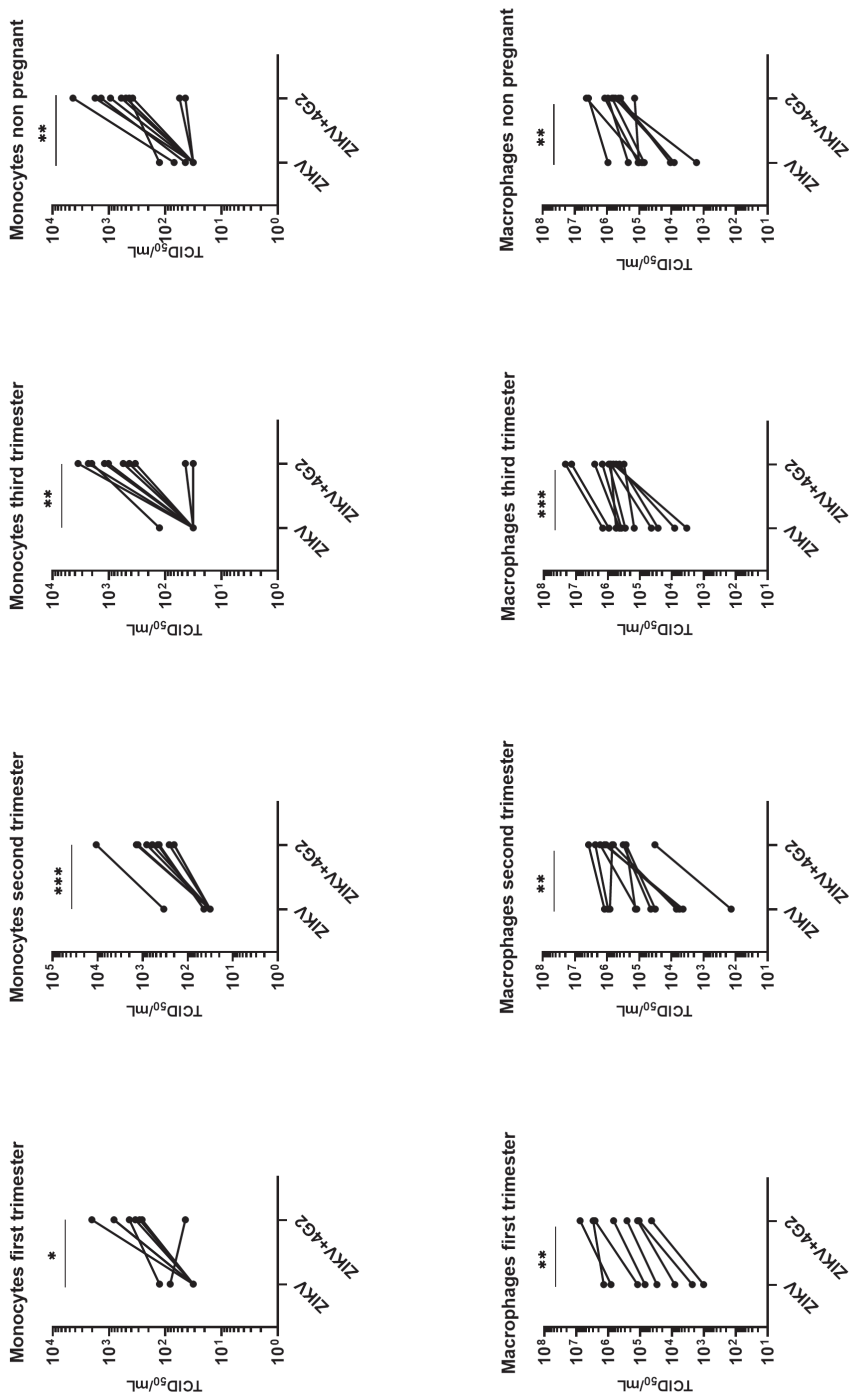 Monocytes first trimester
*
10⁴
10³
10²
10¹
10⁰
TCID₅₀/mL
ZIKV
ZIKV+4G2
Monocytes second trimester
***
10⁵
10⁴
10³
10²
10¹
10⁰
TCID₅₀/mL
ZIKV
ZIKV+4G2
Monocytes third trimester
**
10⁴
10³
10²
10¹
10⁰
TCID₅₀/mL
ZIKV
ZIKV+4G2
Monocytes non pregnant
**
10⁴
10³
10²
10¹
10⁰
TCID₅₀/mL
ZIKV
ZIKV+4G2
Macrophages first trimester
**
10⁸
10⁷
10⁶
10⁵
10⁴
10³
10²
10¹
TCID₅₀/mL
ZIKV
ZIKV+4G2
Macrophages second trimester
**
10⁸
10⁷
10⁶
10⁵
10⁴
10³
10²
10¹
TCID₅₀/mL
ZIKV
ZIKV+4G2
Macrophages third trimester
***
10⁸
10⁷
10⁶
10⁵
10⁴
10³
10²
10¹
TCID₅₀/mL
ZIKV
ZIKV+4G2
Macrophages non pregnant
**
10⁸
10⁷
10⁶
10⁵
10⁴
10³
10²
10¹
TCID₅₀/mL
ZIKV
ZIKV+4G2